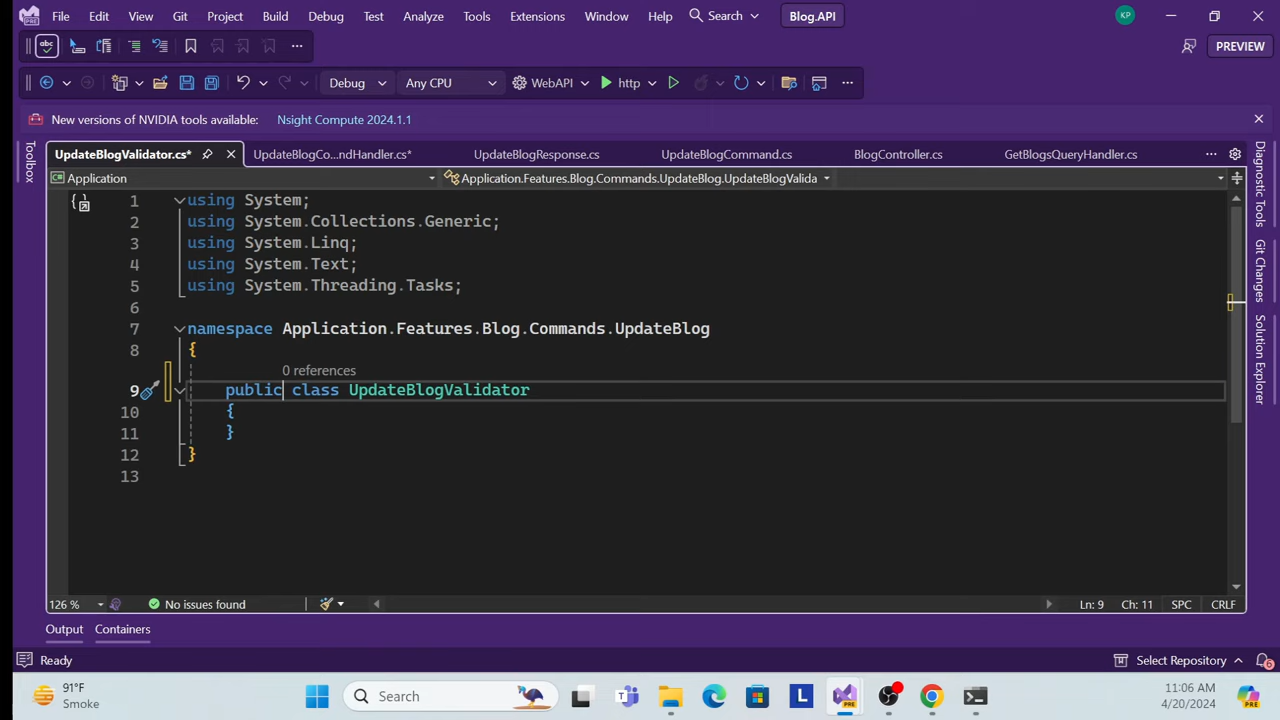 File Edit View Git Project Build Debug Test Analyze Tools Extensions Window Help Search Blog.API KP
PREVIEW
Debug Any CPU WebAPI http
New versions of NVIDIA tools available: Nsight Compute 2024.1.1
Toolbox
UpdateBlogValidator.cs* UpdateBlogCo...ndHandler.cs* UpdateBlogResponse.cs UpdateBlogCommand.cs BlogController.cs GetBlogsQueryHandler.cs
Application Application.Features.Blog.Commands.UpdateBlog.UpdateBlogValida
1 using System;
2 using System.Collections.Generic;
3 using System.Linq;
4 using System.Text;
5 using System.Threading.Tasks;
6
7 namespace Application.Features.Blog.Commands.UpdateBlog
8 {
0 references
9 public class UpdateBlogValidator
10 {
11 }
12 }
13
Diagnostic Tools
Git Changes
Solution Explorer
126 % No issues found Ln: 9 Ch: 11 SPC CRLF
Output Containers
Ready Select Repository 6
91°F
Smoke
Search
PRE
L
11:06 AM
4/20/2024
PRE